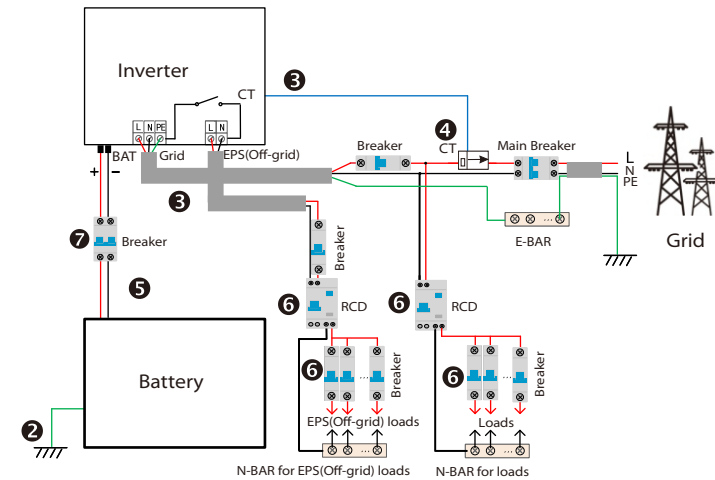 Inverter
CT
L N PE
L N
BAT
Grid
EPS(Off-grid)
+
−
3
4
CT
Breaker
Main Breaker
L
N
PE
Grid
E-BAR
3
7
Breaker
5
Breaker
6
RCD
6
RCD
Battery
2
6
...
Breaker
EPS(Off-grid) loads
...
N-BAR for EPS(Off-grid) loads
6
...
Breaker
Loads
...
N-BAR for loads
...